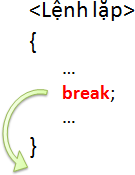 <Lệnh lặp>
{
...
break;
...
}